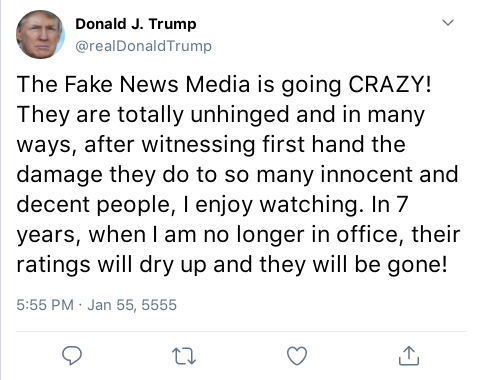 Donald J. Trump
@realDonaldTrump
The Fake News Media is going CRAZY!
They are totally unhinged and in many
ways, after witnessing first hand the
damage they do to so many innocent and
decent people, I enjoy watching. In 7
years, when I am no longer in office, their
ratings will dry up and they will be gone!
5:55 PM · Jan 55, 5555